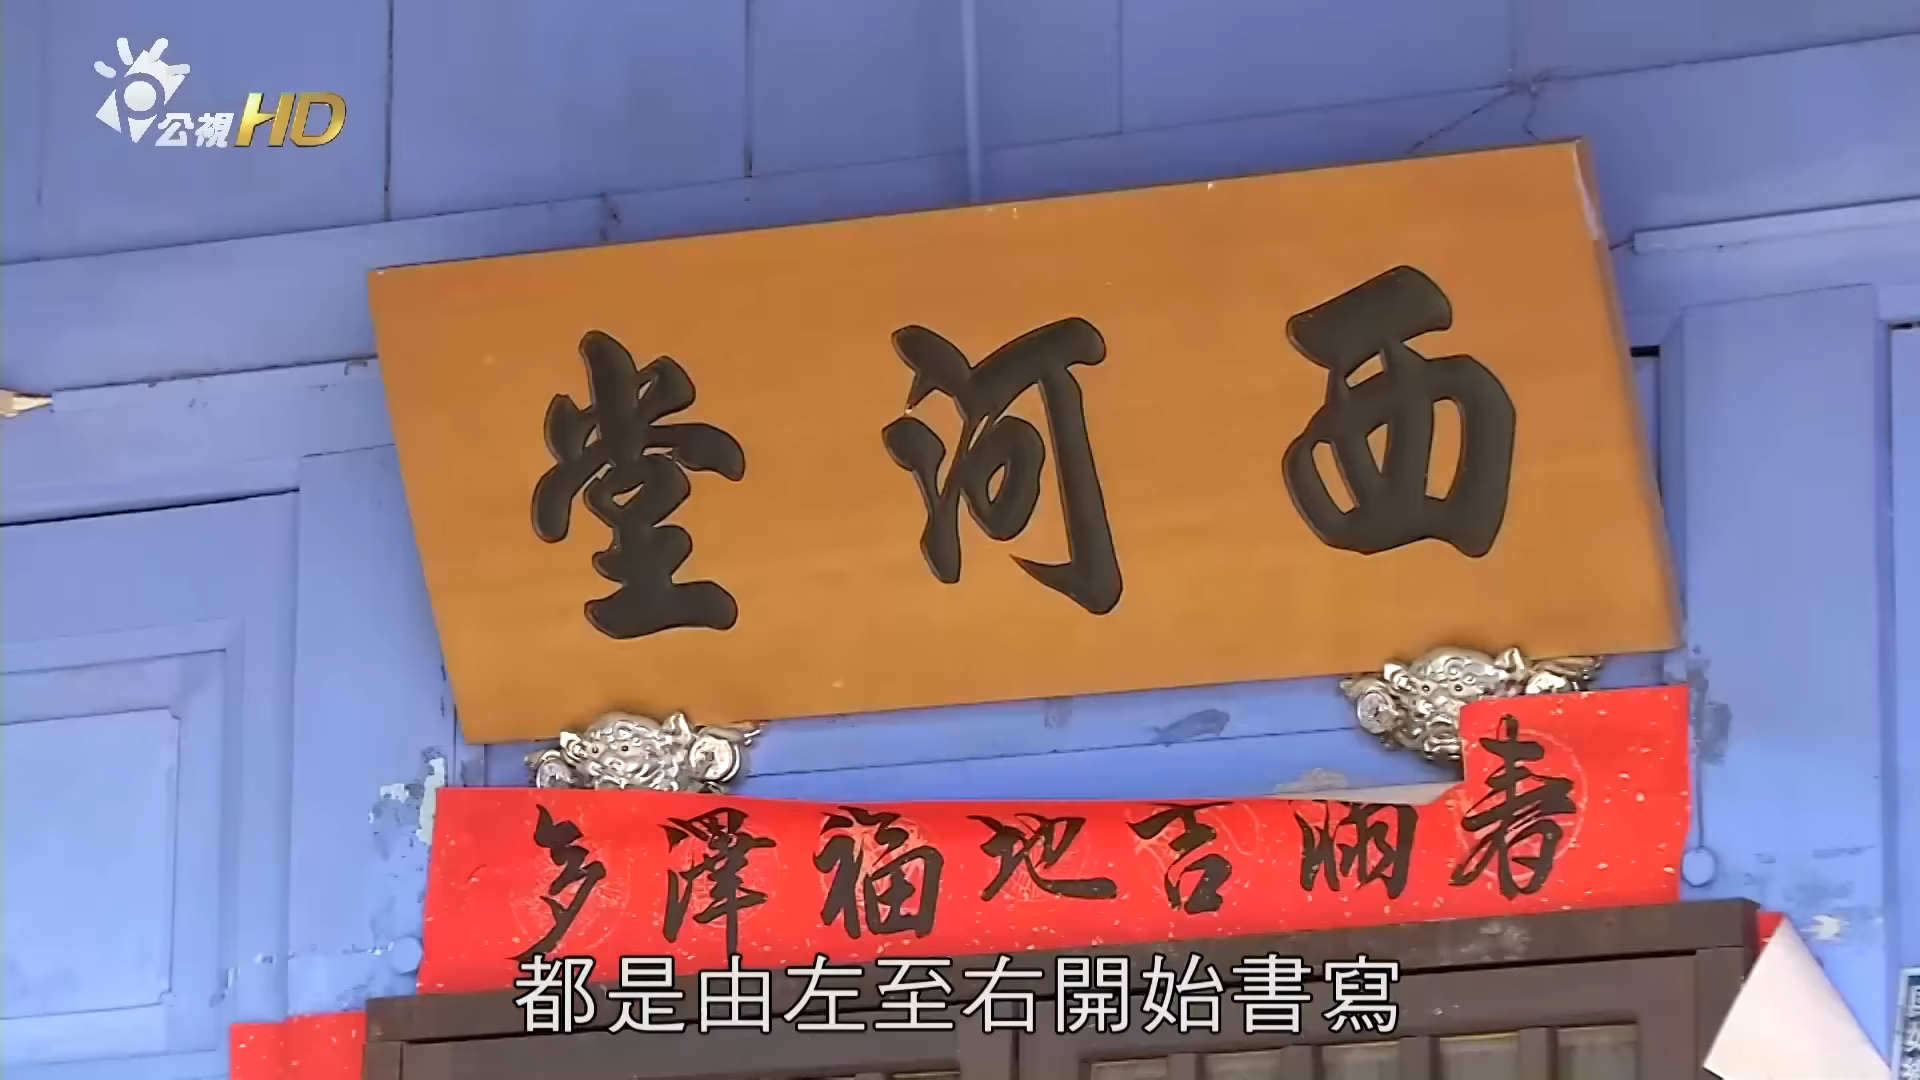 公視HD
西河堂
春臨吉地福澤多
都是由左至右開始書寫